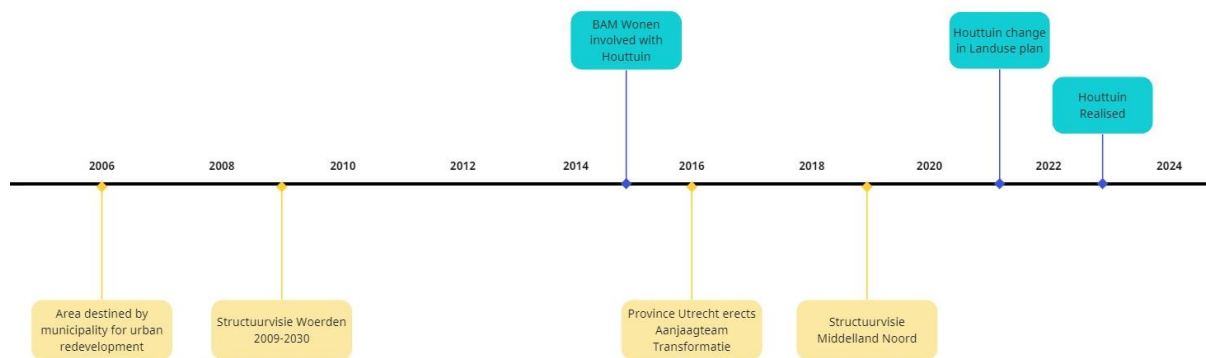 BAM Wonen
involved with
Houttuin
Houttuin change
in Landuse plan
Houttuin
Realised
2006
2008
2010
2012
2014
2016
2018
2020
2022
2024
Area destined by
municipality for urban
redevelopment
Structuurvisie Woerden
2009-2030
Province Utrecht erects
Aanjaagteam
Transformatie
Structuurvisie
Middelland Noord